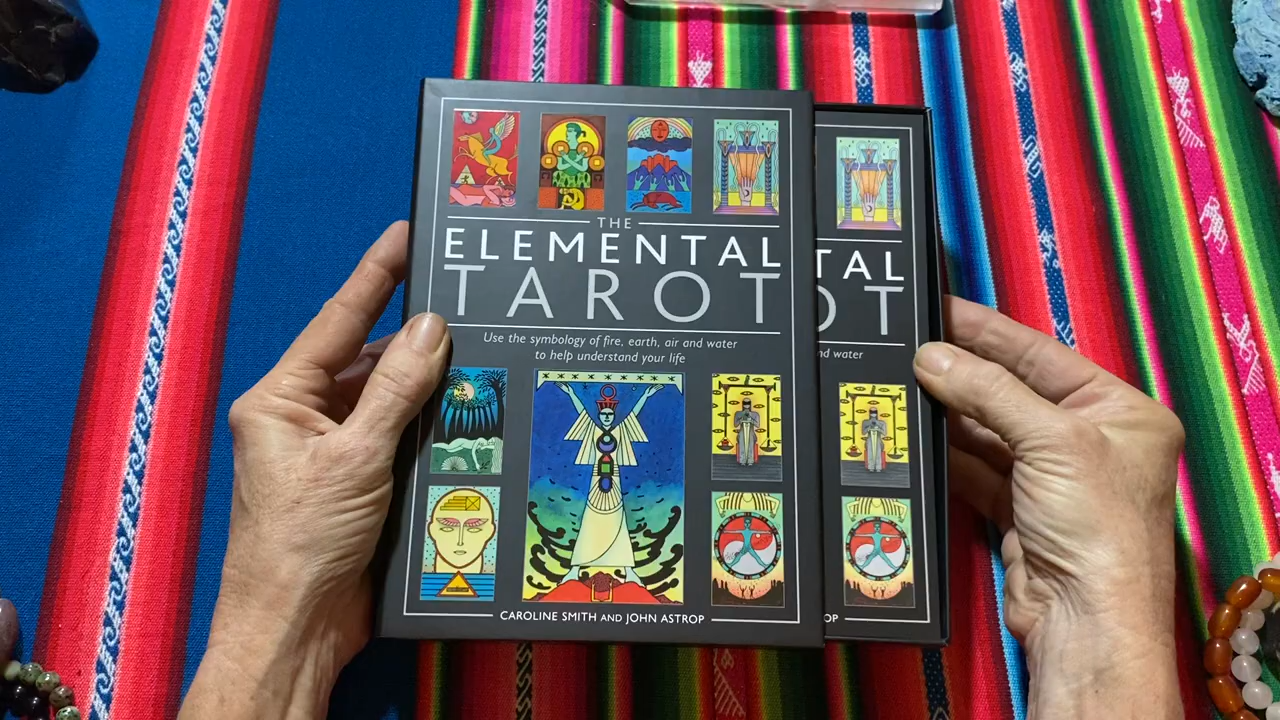 THE
ELEMENTAL
TAROT
Use the symbology of fire, earth, air and water
to help understand your life
CAROLINE SMITH AND JOHN ASTROP
TAL
OT
nd water
OP